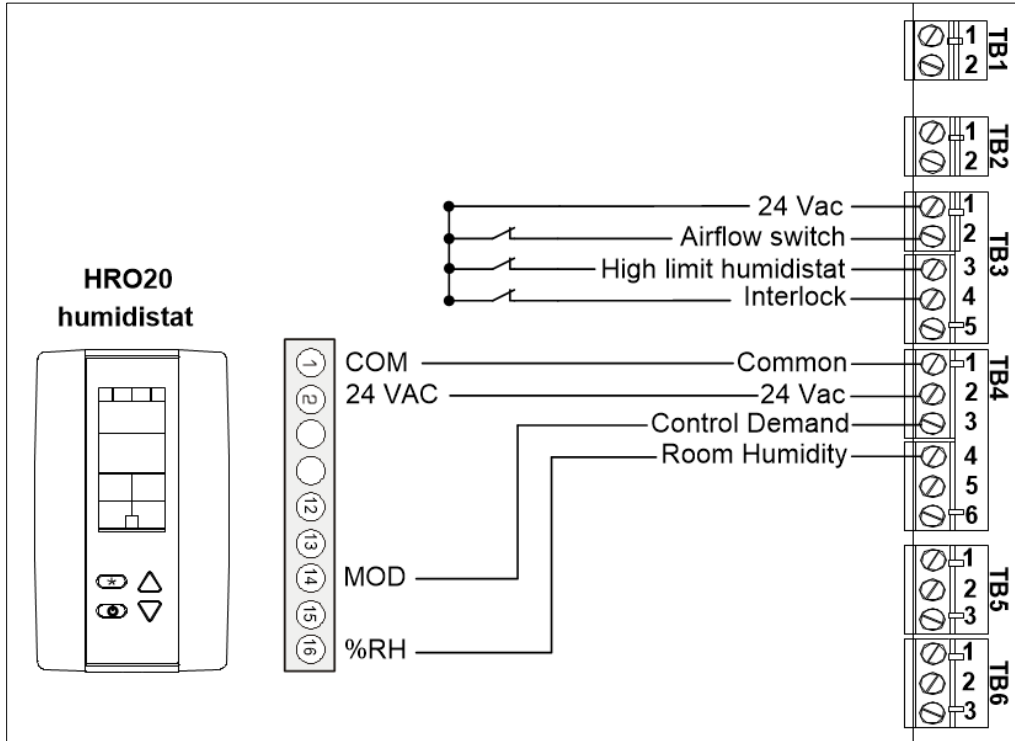 HRO20
humidistat
1
2
12
13
14
15
16
COM
24 VAC
MOD
%RH
24 Vac
Airflow switch
High limit humidistat
Interlock
Common
24 Vac
Control Demand
Room Humidity
1
2
TB1
1
2
TB2
1
2
3
4
5
TB3
1
2
3
4
5
6
TB4
1
2
3
TB5
1
2
3
TB6